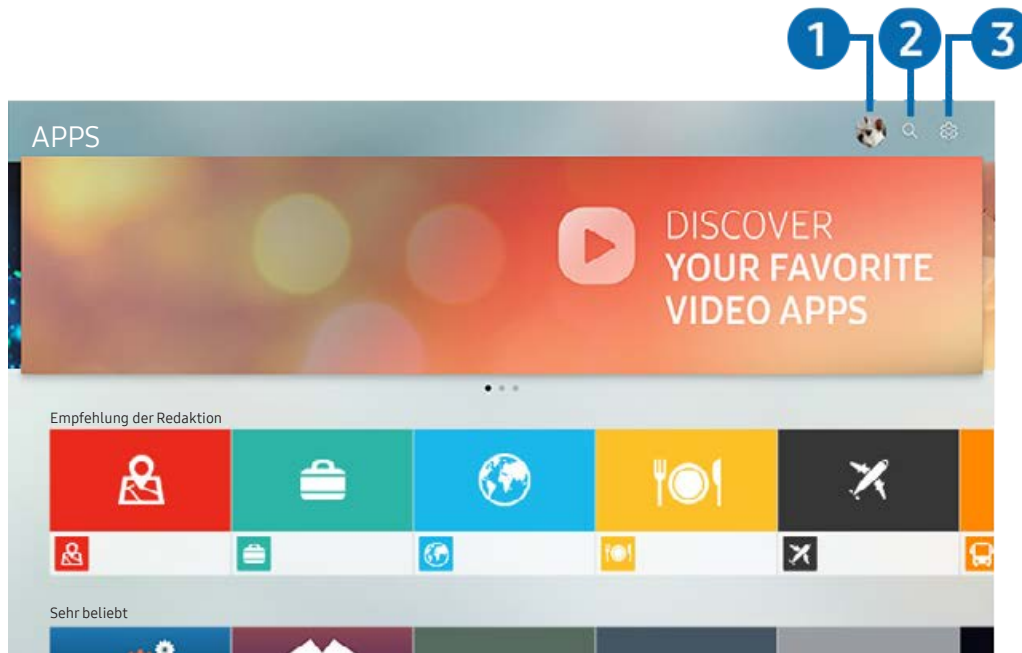 1 2 3
APPS
DISCOVER
YOUR FAVORITE
VIDEO APPS
Empfehlung der Redaktion
Sehr beliebt